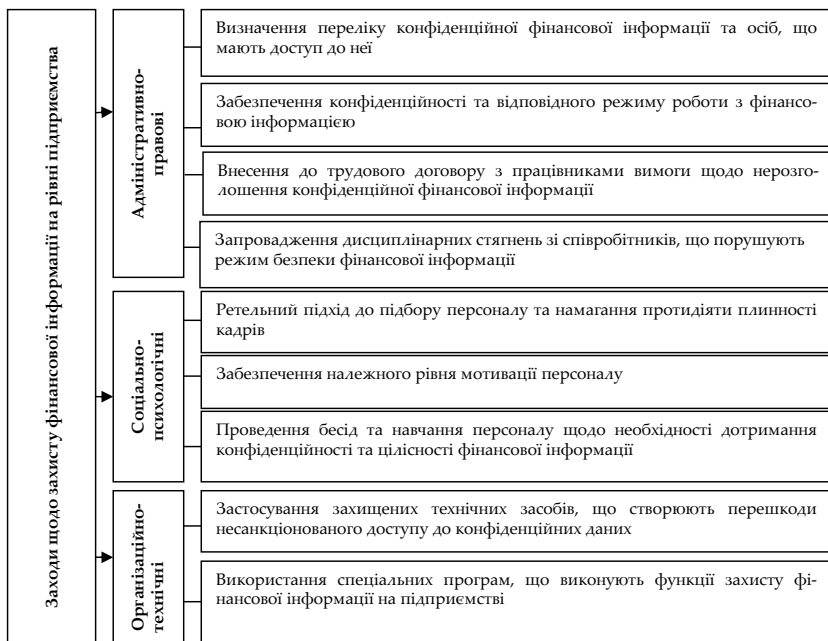 Заходи щодо захисту фінансової інформації на рівні підприємства
Адміністративно-
правові
Визначення переліку конфіденційної фінансової інформації та осіб, що
мають доступ до неї
Забезпечення конфіденційності та відповідного режиму роботи з фінансо-
вою інформацією
Внесення до трудового договору з працівниками вимоги щодо нерозго-
лошення конфіденційної фінансової інформації
Запровадження дисциплінарних стягнень зі співробітників, що порушують
режим безпеки фінансової інформації
Соціально-
психологічні
Ретельний підхід до підбору персоналу та намагання протидіяти плинності
кадрів
Забезпечення належного рівня мотивації персоналу
Проведення бесід та навчання персоналу щодо необхідності дотримання
конфіденційності та цілісності фінансової інформації
Організаційно-
технічні
Застосування захищених технічних засобів, що створюють перешкоди
несанкціонованого доступу до конфіденційних даних
Використання спеціальних програм, що виконують функції захисту фі-
нансової інформації на підприємстві